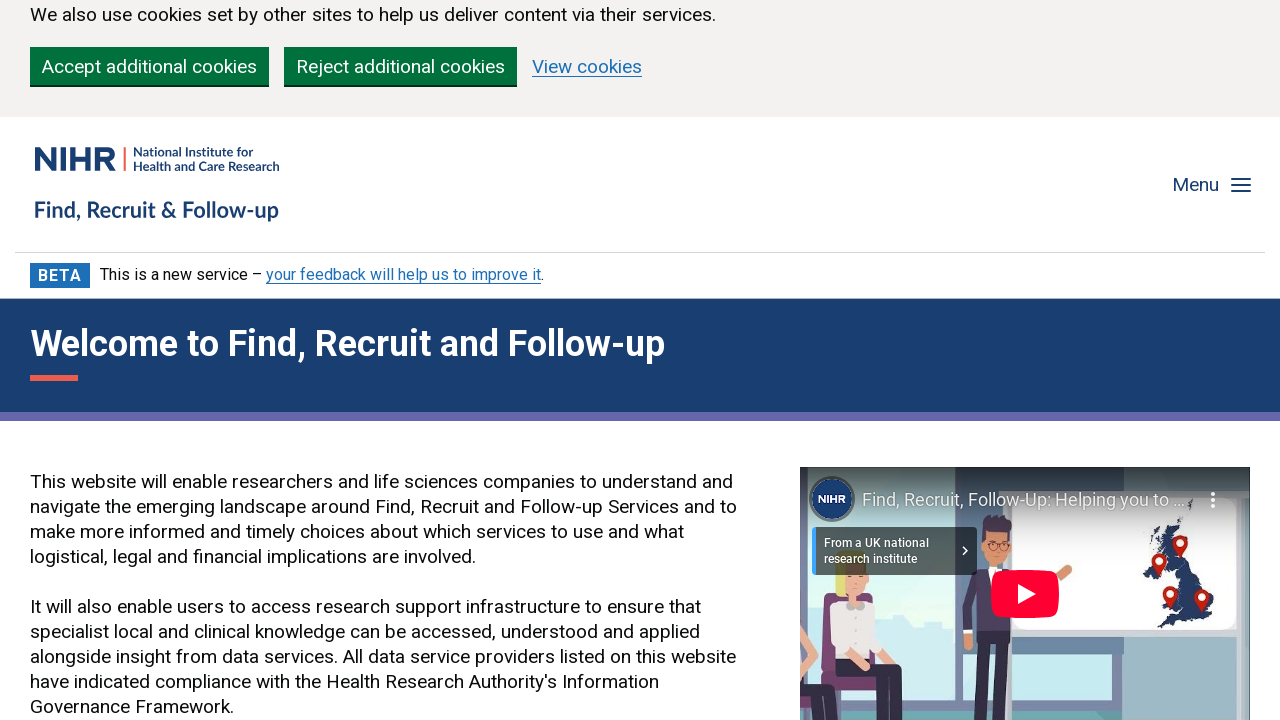 We also use cookies set by other sites to help us deliver content via their services.
Accept additional cookies
Reject additional cookies
View cookies
NIHR | National Institute for
Health and Care Research
Find, Recruit & Follow-up
Menu
BETA
This is a new service – your feedback will help us to improve it.
Welcome to Find, Recruit and Follow-up
This website will enable researchers and life sciences companies to understand and
navigate the emerging landscape around Find, Recruit and Follow-up Services and to
make more informed and timely choices about which services to use and what
logistical, legal and financial implications are involved.
It will also enable users to access research support infrastructure to ensure that
specialist local and clinical knowledge can be accessed, understood and applied
alongside insight from data services. All data service providers listed on this website
have indicated compliance with the Health Research Authority's Information
Governance Framework.
NIHR
Find, Recruit, Follow-Up: Helping you to ...
From a UK national
research institute